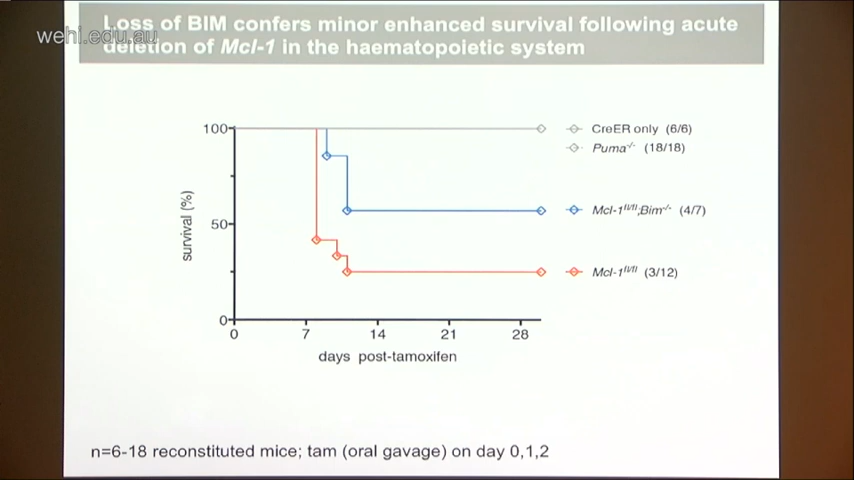 Loss of BIM confers minor enhanced survival following acute
wehi.edu.au
deletion of Mcl-1 in the haematopoietic system
100
50
0
survival (%)
0 7 14 21 28
days post-tamoxifen
CreER only (6/6)
Puma-/- (18/18)
Mcl-1fl/fl;Bim-/- (4/7)
Mcl-1fl/fl (3/12)
n=6-18 reconstituted mice; tam (oral gavage) on day 0,1,2